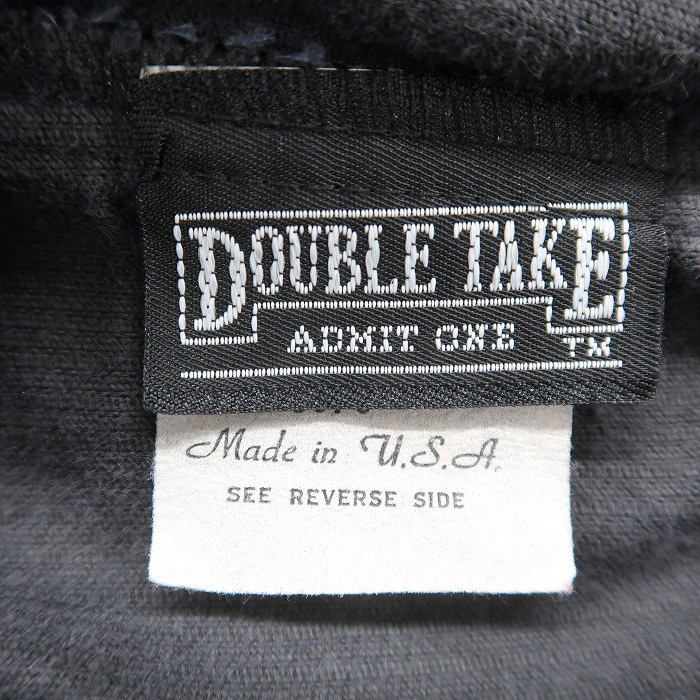 DOUBLE TAKE
ADMIT ONE
TM
Made in U.S.A.
SEE REVERSE SIDE